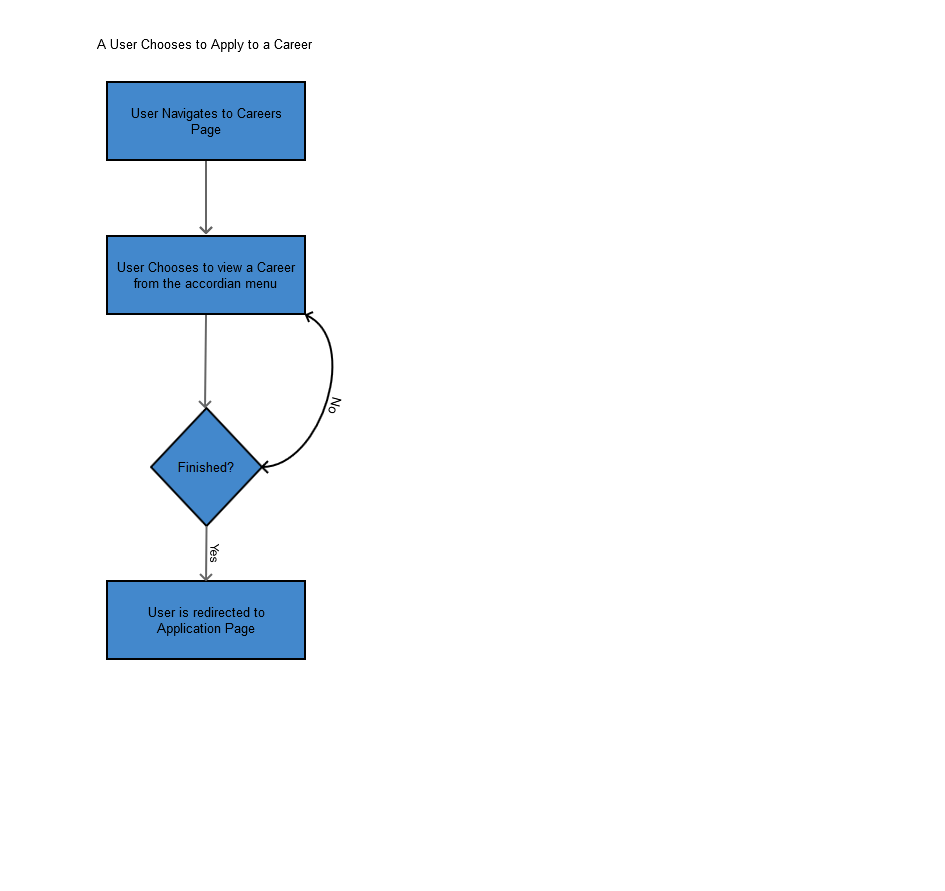 A User Chooses to Apply to a Career
User Navigates to Careers
Page
User Chooses to view a Career
from the accordian menu
No
Finished?
Yes
User is redirected to
Application Page